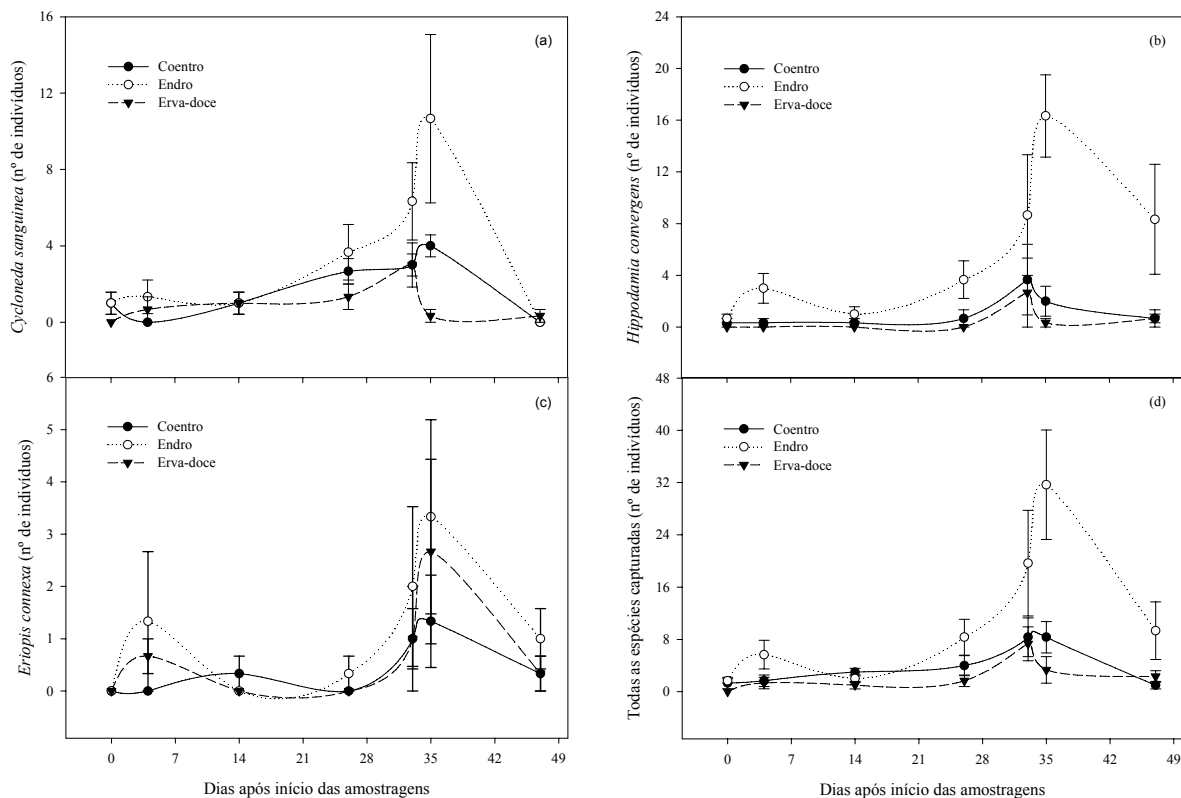 16
12
8
4
0
Cycloneda sanguinea (nº de indivíduos)
(a)
Coentro
Endro
Erva-doce
24
20
16
12
8
4
0
Hippodamia convergens (nº de indivíduos)
(b)
Coentro
Endro
Erva-doce
6
5
4
3
2
1
0
Eriopis connexa (nº de indivíduos)
(c)
Coentro
Endro
Erva-doce
0 7 14 21 28 35 42 49
Dias após início das amostragens
48
40
32
24
16
8
0
Todas as espécies capturadas (nº de indivíduos)
(d)
Coentro
Endro
Erva-doce
0 7 14 21 28 35 42 49
Dias após início das amostragens